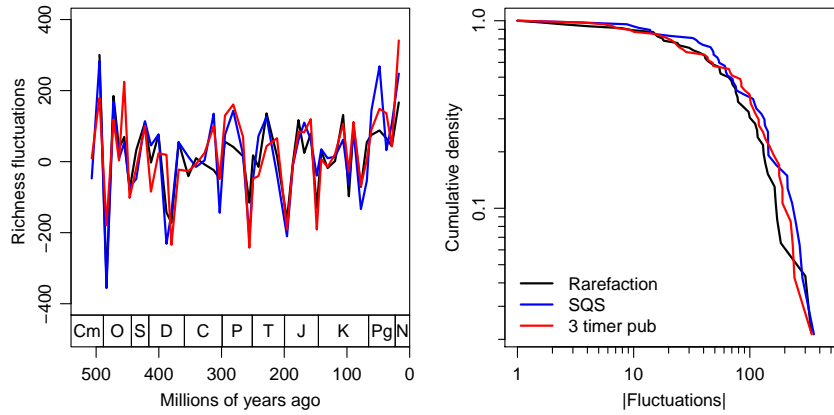 Richness fluctuations
400
200
0
−200
−400
Cm O S D C P T J K Pg N
500 400 300 200 100 0
Millions of years ago
Cumulative density
1.0
0.1
Rarefaction
SQS
3 timer pub
1 10 100
|Fluctuations|